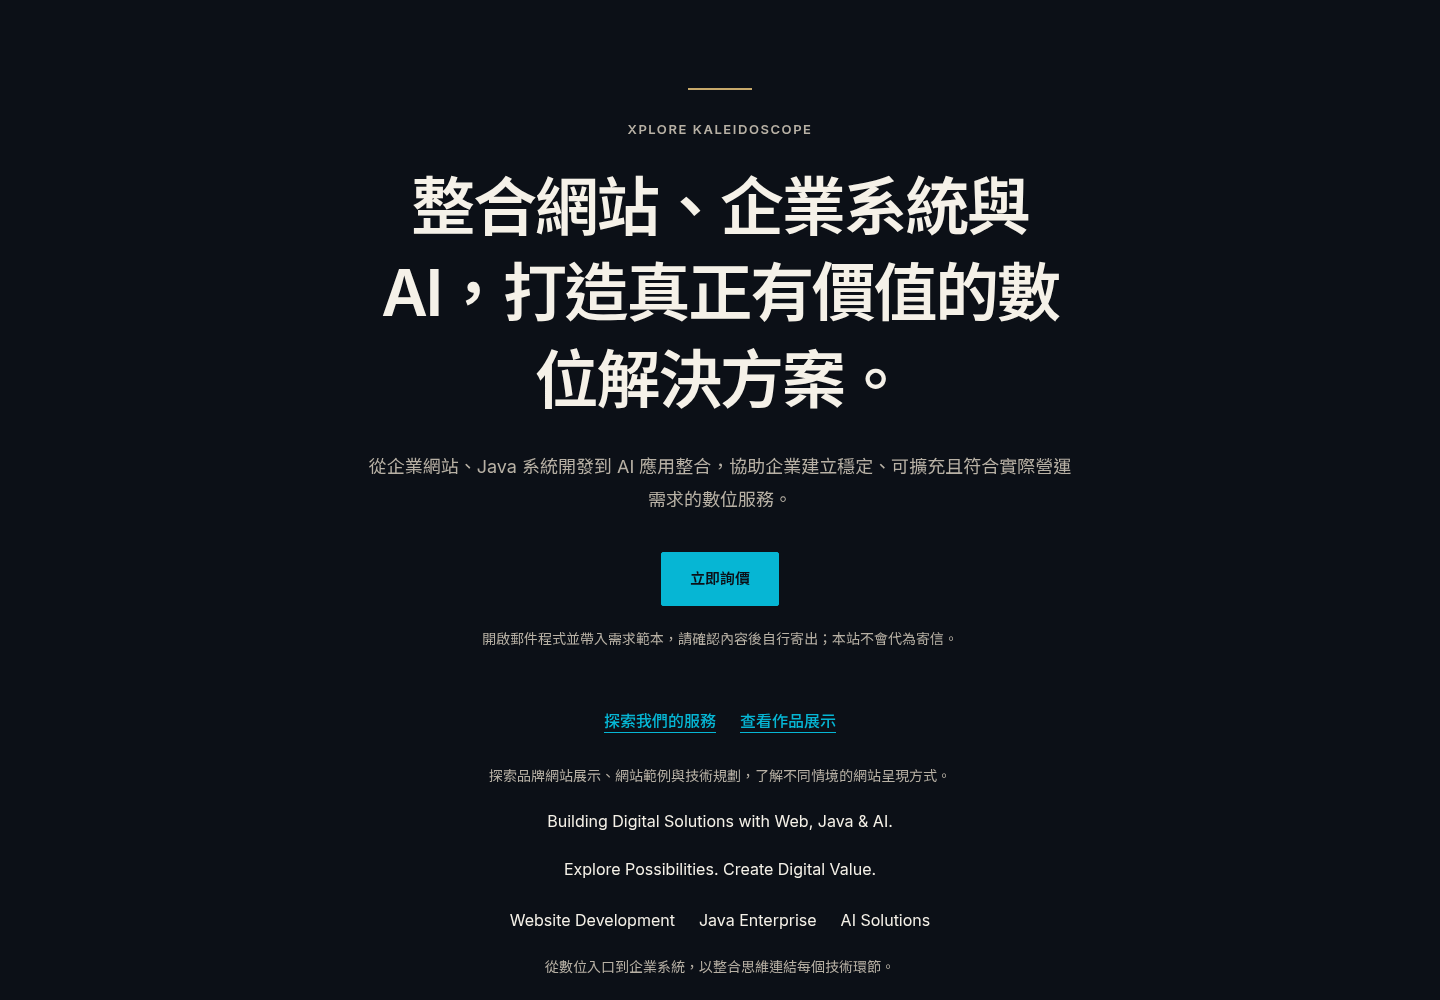 XPLORE KALEIDOSCOPE
整合網站、企業系統與
AI，打造真正有價值的數
位解決方案。
從企業網站、Java 系統開發到 AI 應用整合，協助企業建立穩定、可擴充且符合實際營運
需求的數位服務。
立即詢價
開啟郵件程式並帶入需求範本，請確認內容後自行寄出；本站不會代為寄信。
探索我們的服務 查看作品展示
探索品牌網站展示、網站範例與技術規劃，了解不同情境的網站呈現方式。
Building Digital Solutions with Web, Java & AI.
Explore Possibilities. Create Digital Value.
Website Development Java Enterprise AI Solutions
從數位入口到企業系統，以整合思維連結每個技術環節。